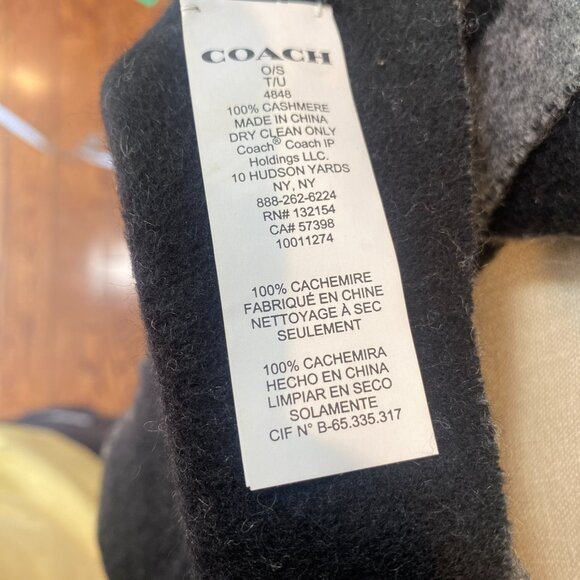 COACH
O/S
T/U
4848
100% CASHMERE
MADE IN CHINA
DRY CLEAN ONLY
Coach® Coach IP
Holdings LLC.
10 HUDSON YARDS
NY, NY
888-262-6224
RN# 132154
CA# 57398
10011274
100% CACHEMIRE
FABRIQUÉ EN CHINE
NETTOYAGE À SEC
SEULEMENT
100% CACHEMIRA
HECHO EN CHINA
LIMPIAR EN SECO
SOLAMENTE
CIF N° B-65.335.317